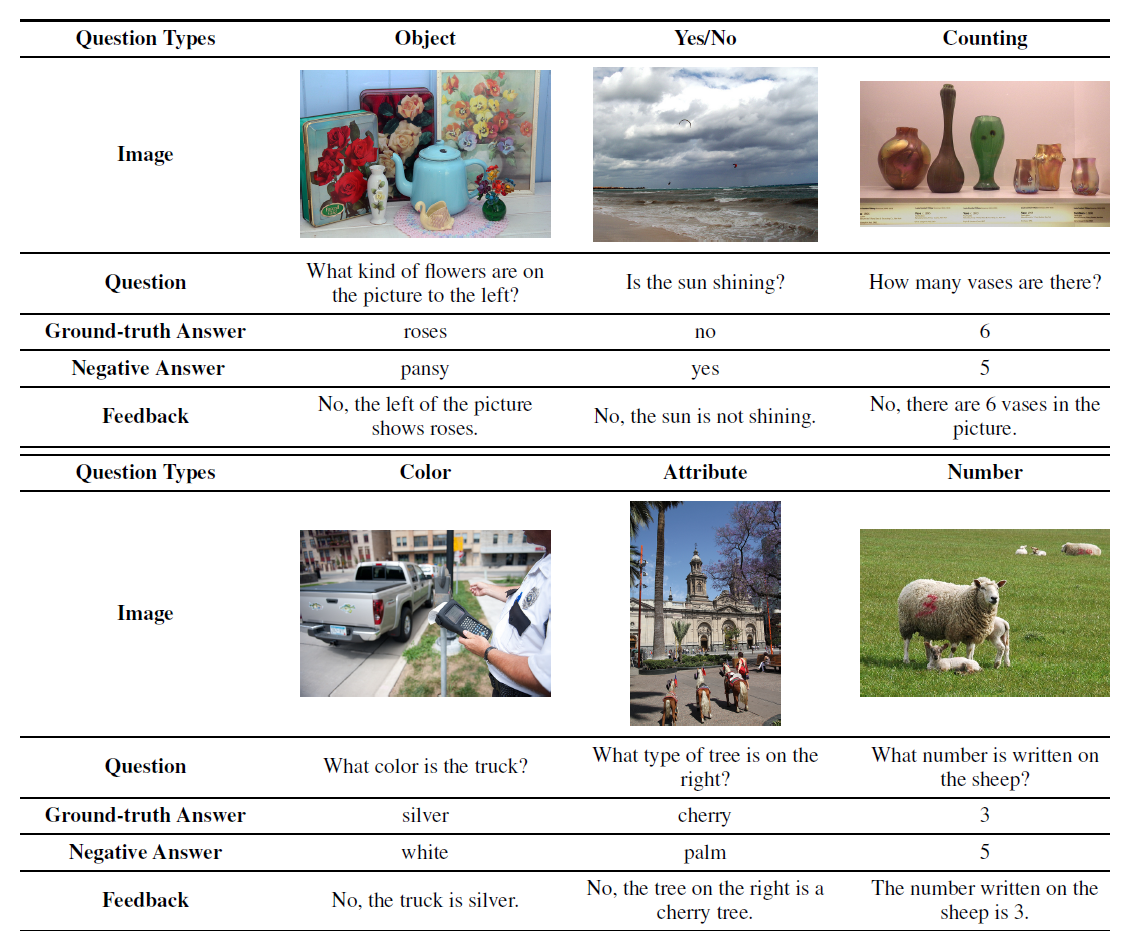 Question Types Object Yes/No Counting
Image
Question
What kind of flowers are on
the picture to the left?
Is the sun shining?
How many vases are there?
Ground-truth Answer roses no 6
Negative Answer pansy yes 5
Feedback
No, the left of the picture
shows roses.
No, the sun is not shining.
No, there are 6 vases in the
picture.
Question Types Color Attribute Number
Image
Question
What color is the truck?
What type of tree is on the
right?
What number is written on
the sheep?
Ground-truth Answer silver cherry 3
Negative Answer white palm 5
Feedback
No, the truck is silver.
No, the tree on the right is a
cherry tree.
The number written on the
sheep is 3.